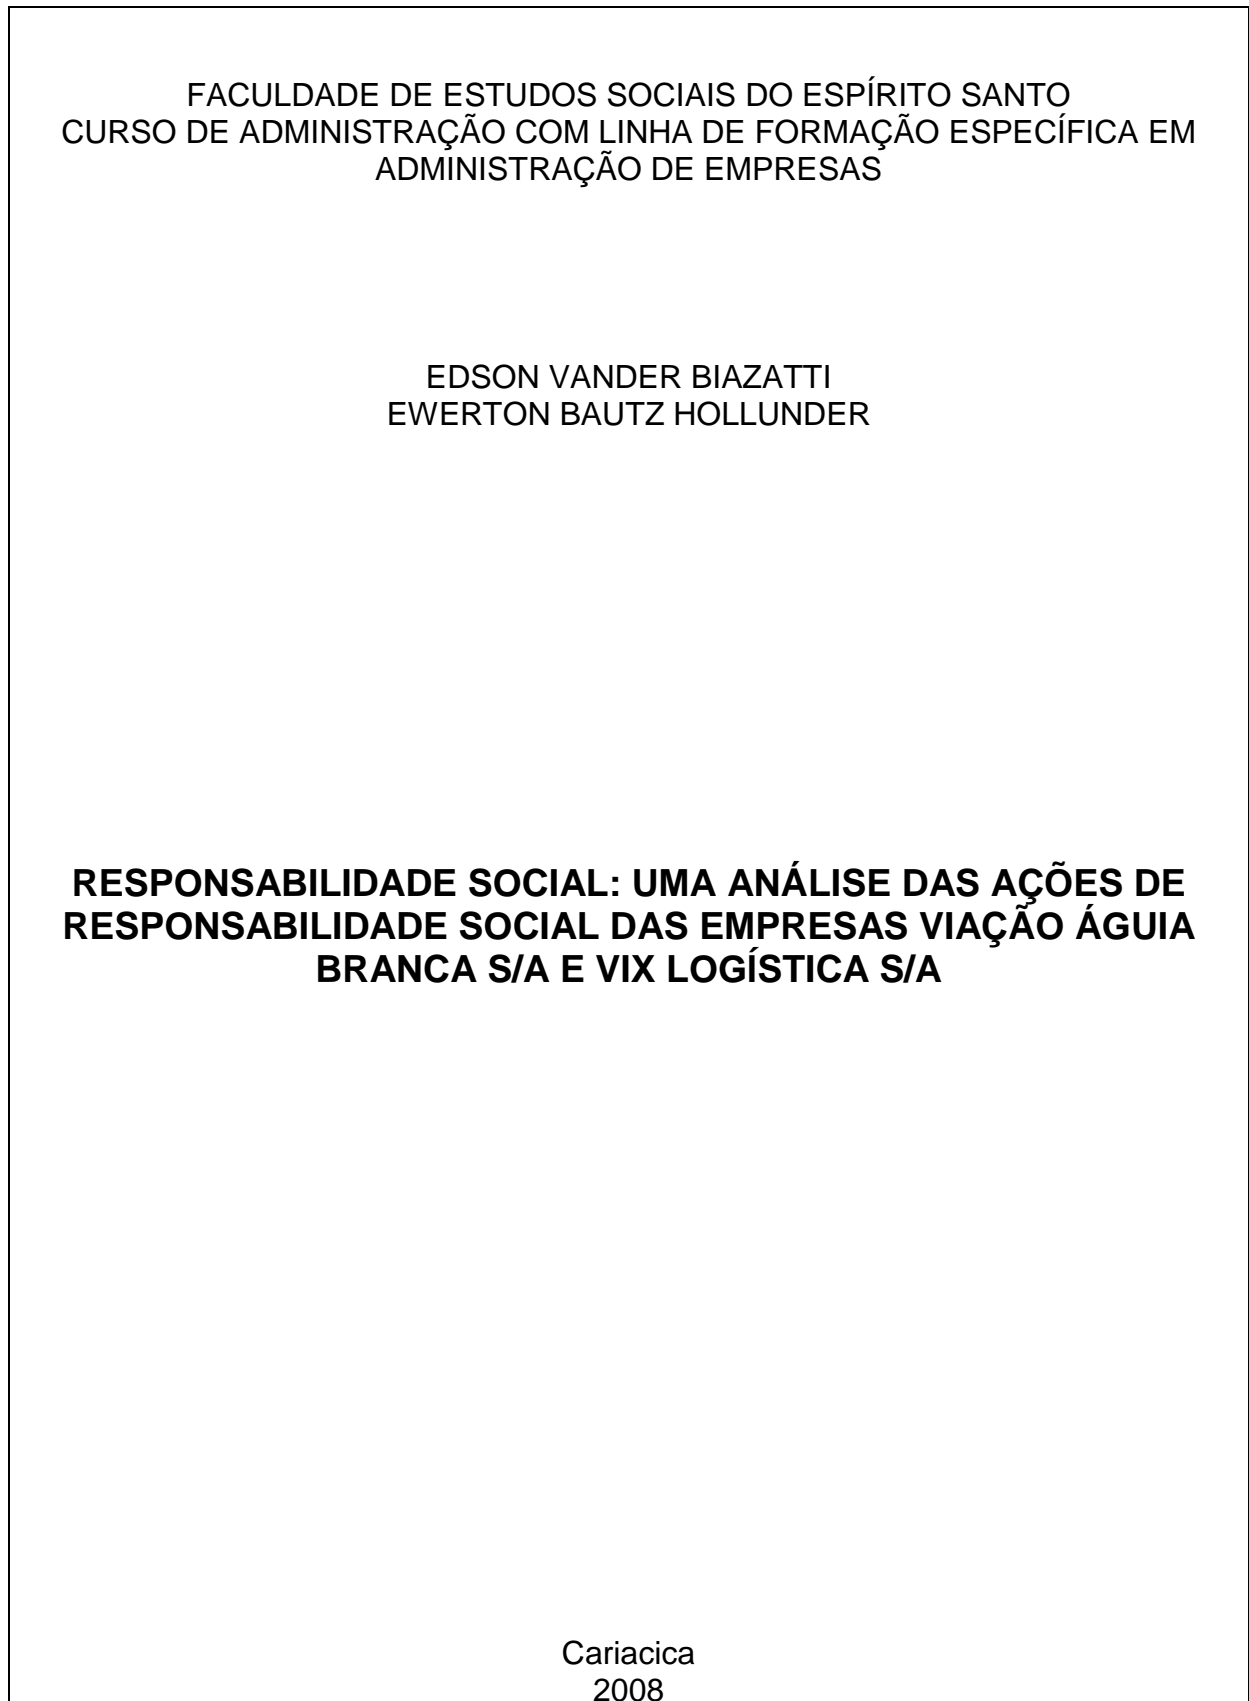 FACULDADE DE ESTUDOS SOCIAIS DO ESPÍRITO SANTO
CURSO DE ADMINISTRAÇÃO COM LINHA DE FORMAÇÃO ESPECÍFICA EM
ADMINISTRAÇÃO DE EMPRESAS
EDSON VANDER BIAZATTI
EWERTON BAUTZ HOLLUNDER
RESPONSABILIDADE SOCIAL: UMA ANÁLISE DAS AÇÕES DE
RESPONSABILIDADE SOCIAL DAS EMPRESAS VIAÇÃO ÁGUIA
BRANCA S/A E VIX LOGÍSTICA S/A
Cariacica
2008